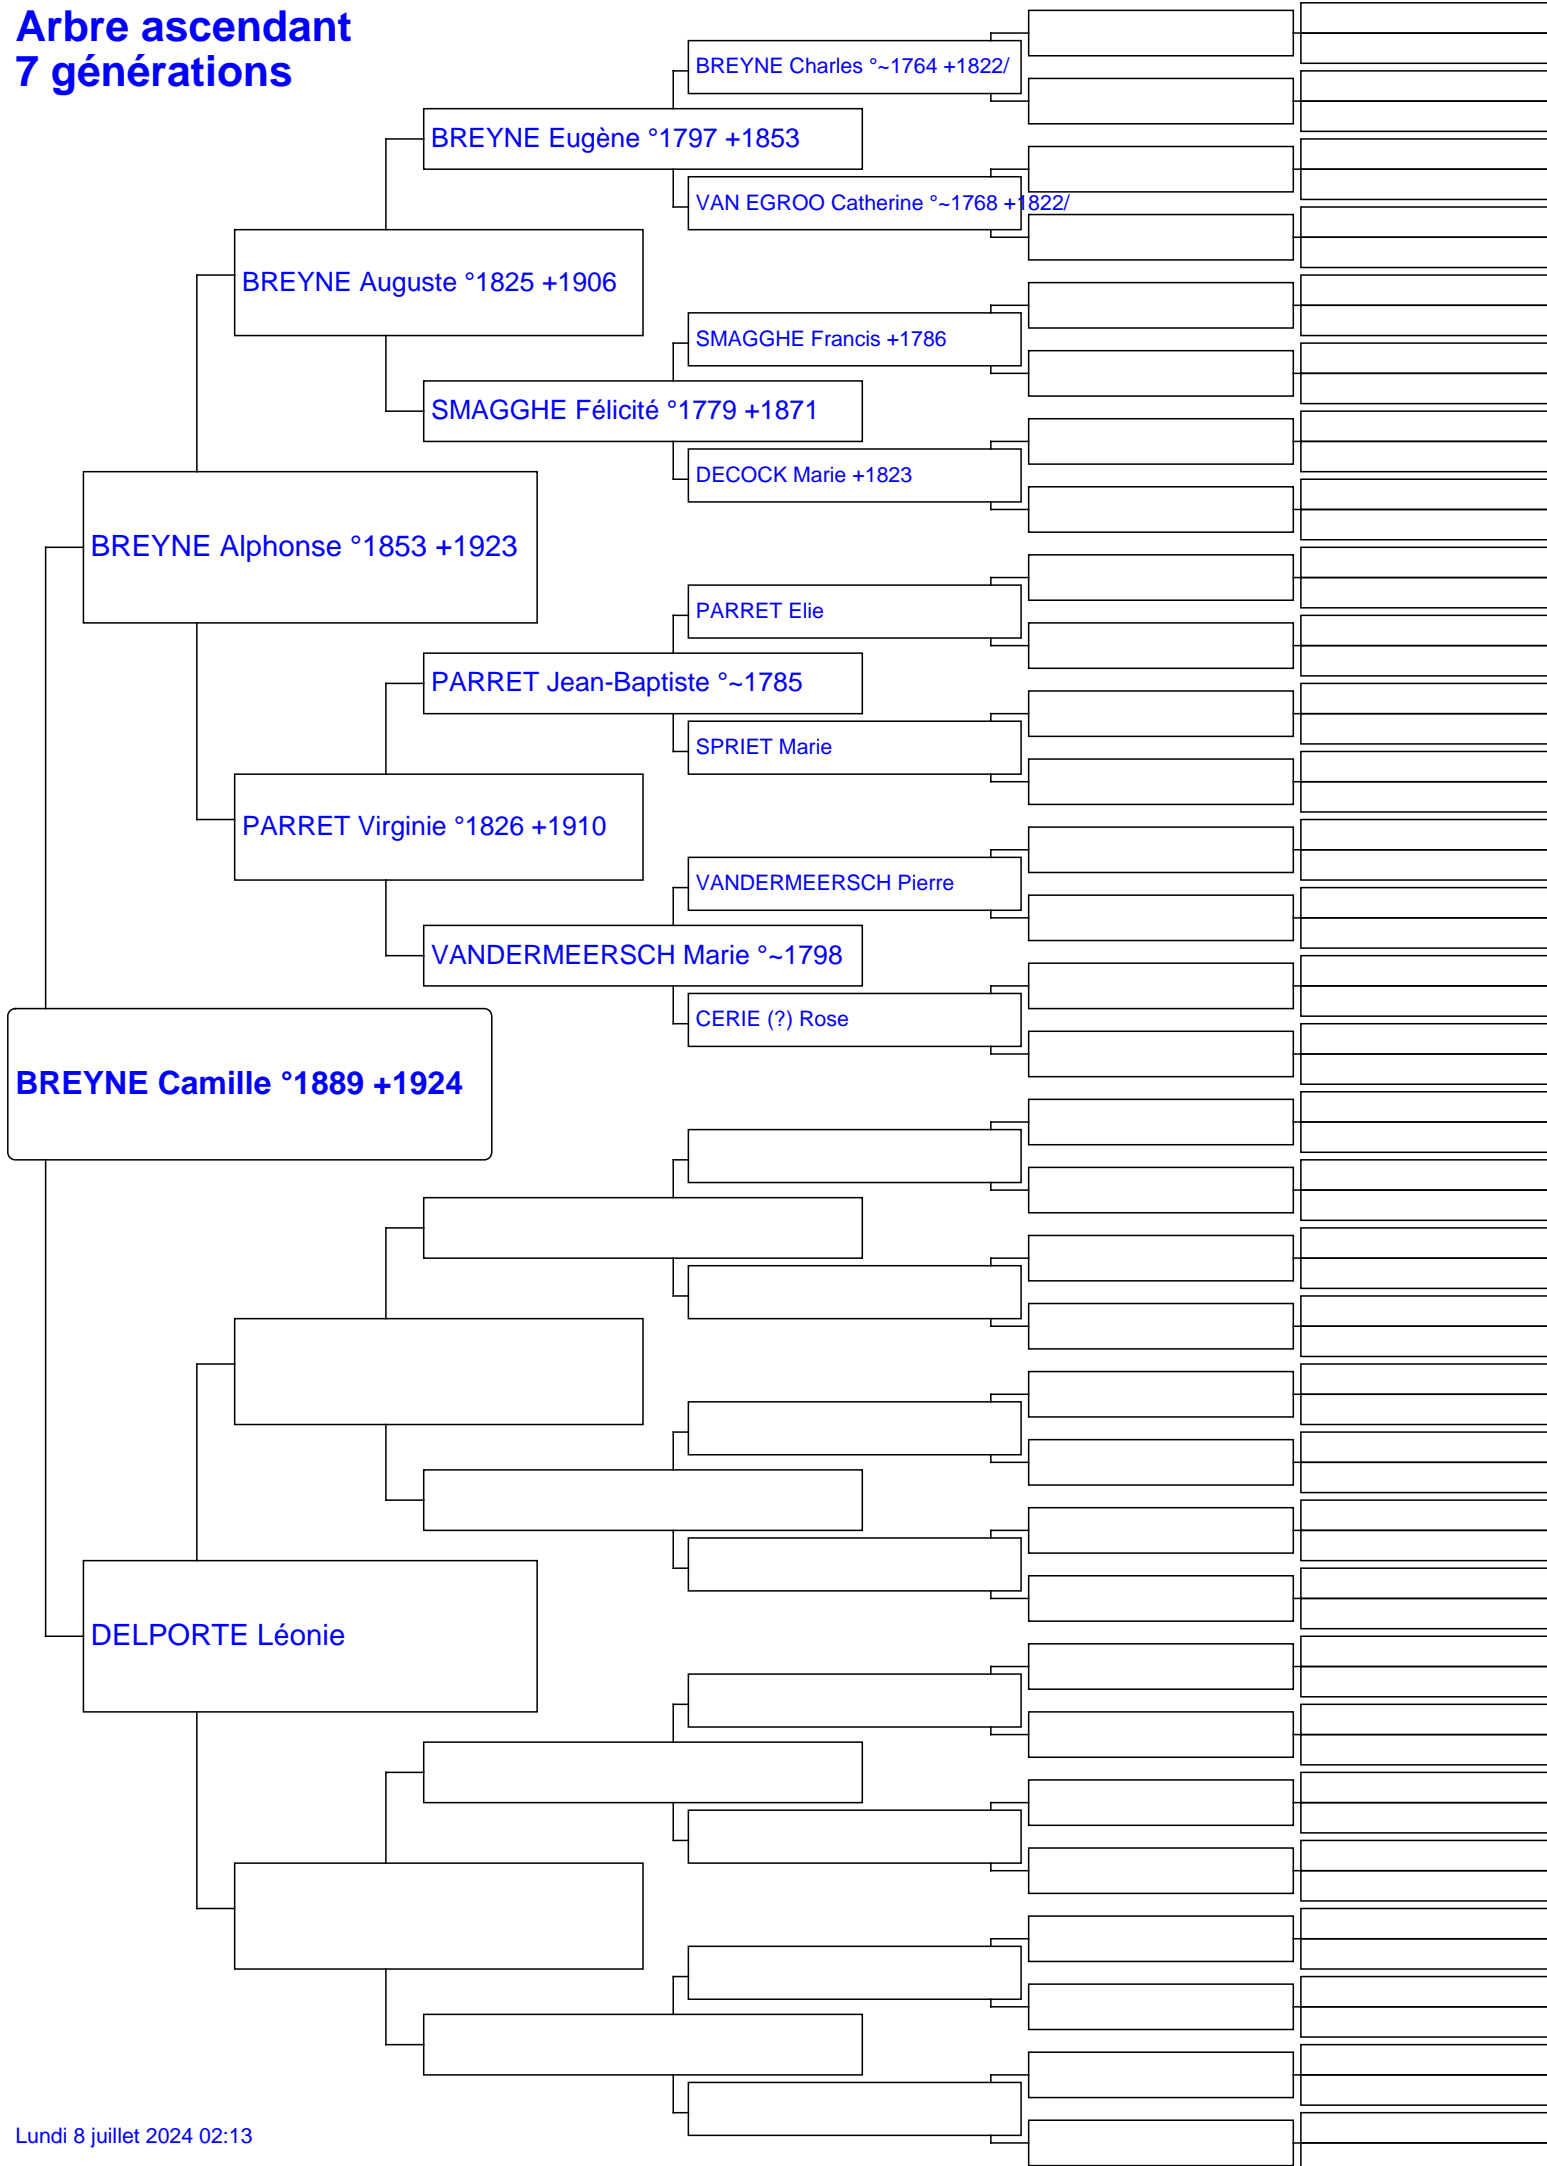 Arbre ascendant
7 générations
BREYNE Charles °~1764 +1822/
BREYNE Eugène °1797 +1853
VAN EGROO Catherine °~1768 +1822/
BREYNE Auguste °1825 +1906
SMAGGHE Francis +1786
SMAGGHE Félicité °1779 +1871
DECOCK Marie +1823
BREYNE Alphonse °1853 +1923
PARRET Elie
PARRET Jean-Baptiste °~1785
SPRIET Marie
PARRET Virginie °1826 +1910
VANDERMEERSCH Pierre
VANDERMEERSCH Marie °~1798
CERIE (?) Rose
BREYNE Camille °1889 +1924
DELPORTE Léonie
Lundi 8 juillet 2024 02:13